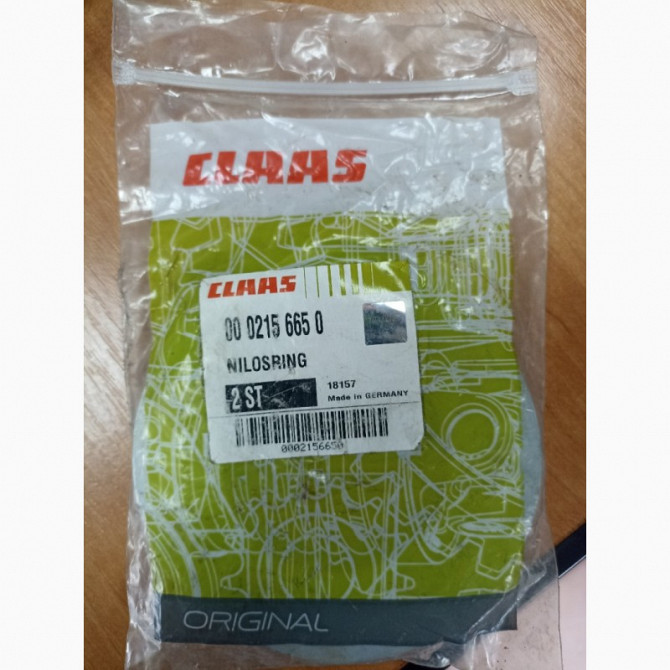 CLAAS
CLAAS
00 0215 665 0
NILOSRING
2 ST
18157
Made in GERMANY
0002156650
ORIGINAL